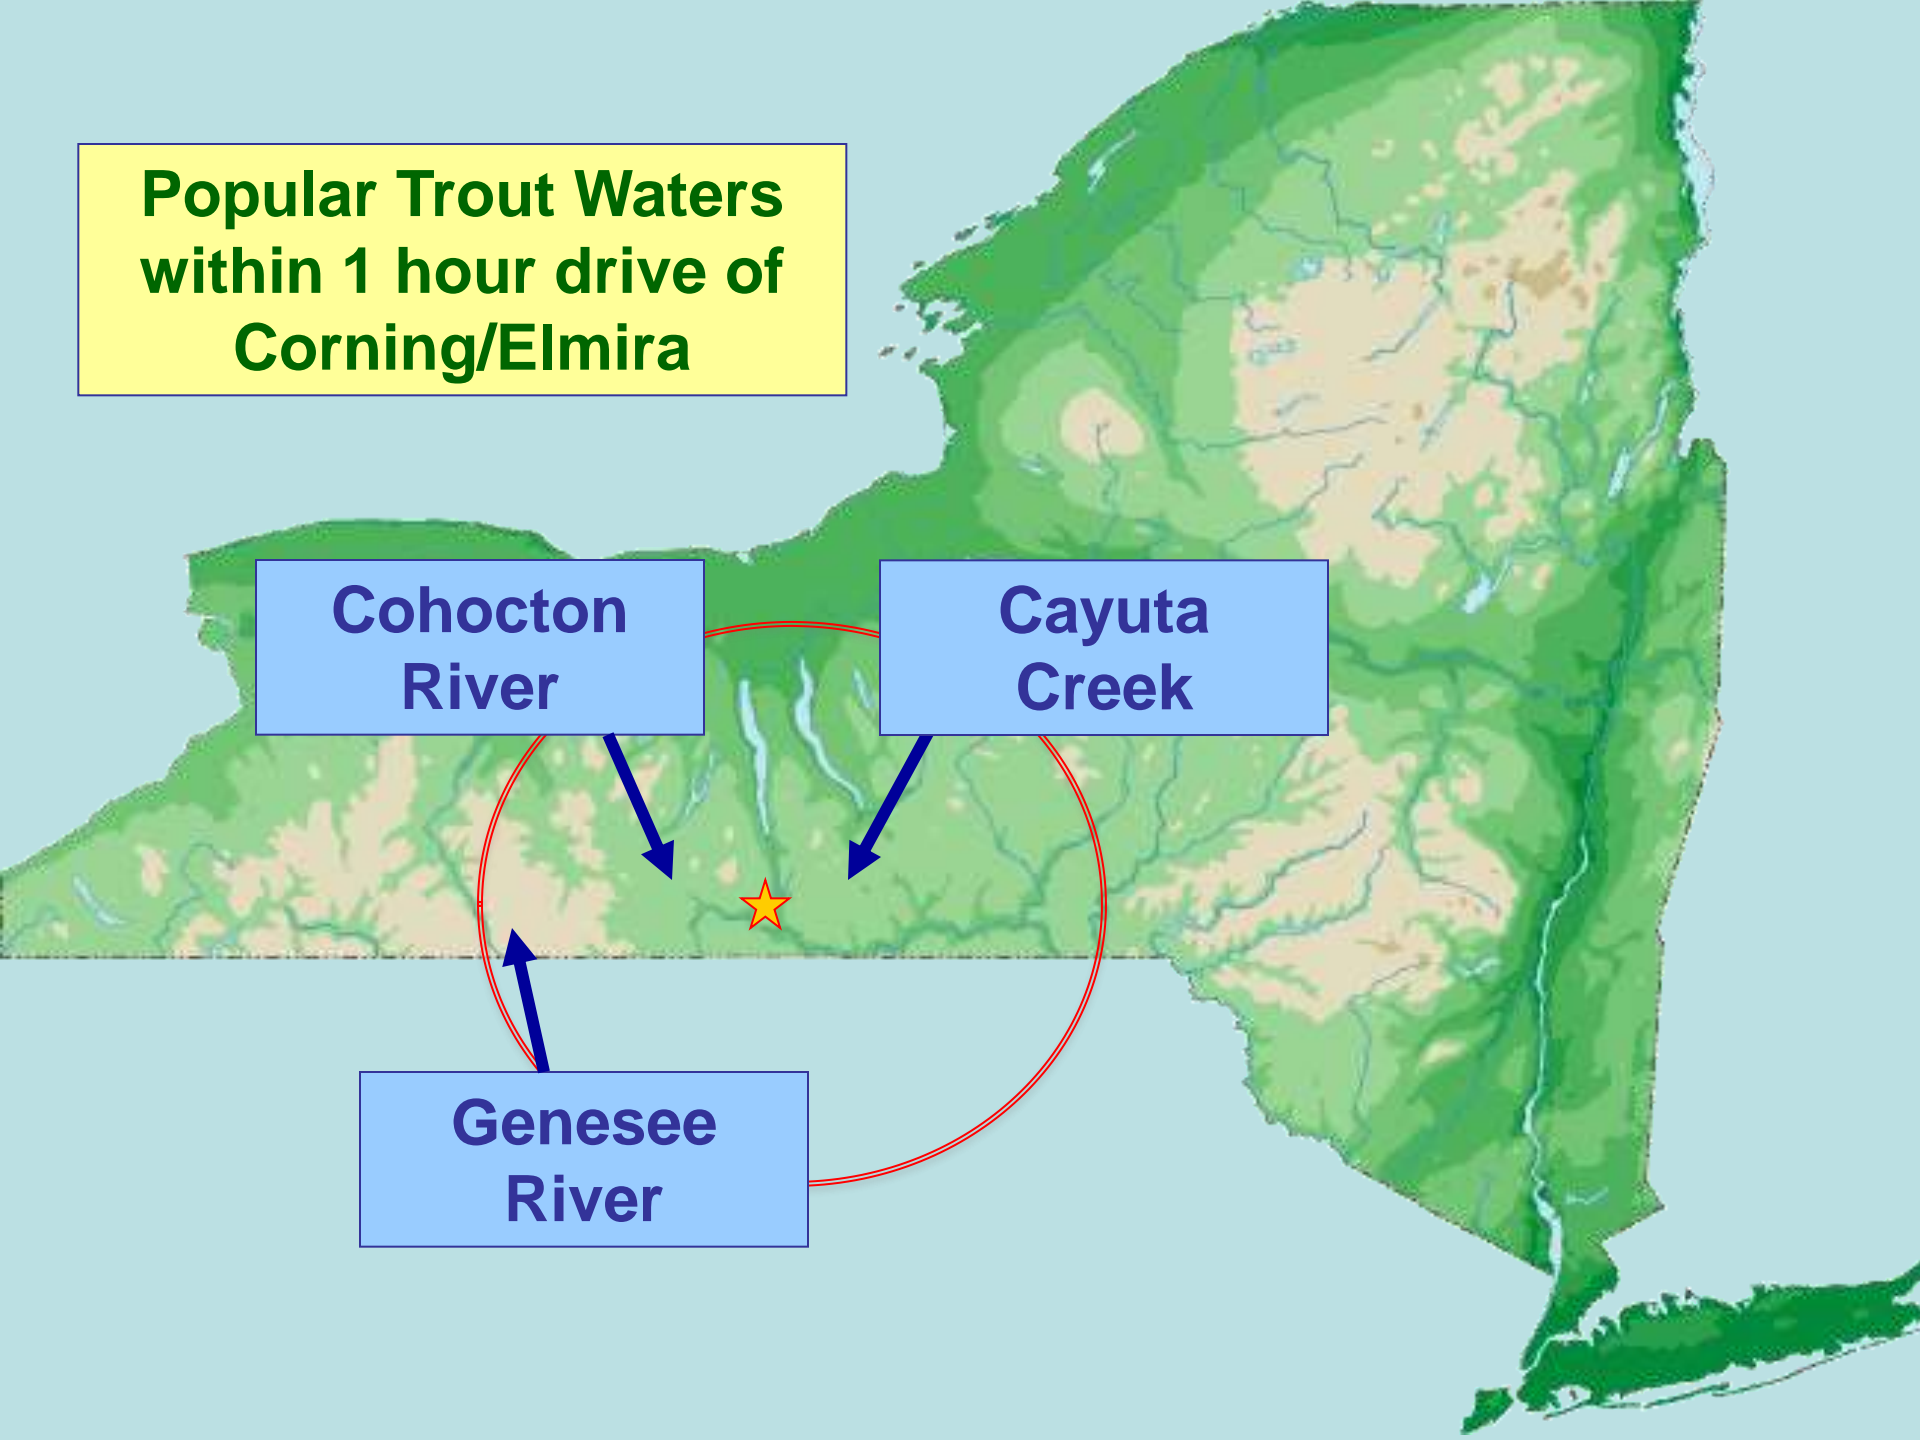 Popular Trout Waters
within 1 hour drive of
Corning/Elmira
Cohocton
River
Cayuta
Creek
Genesee
River